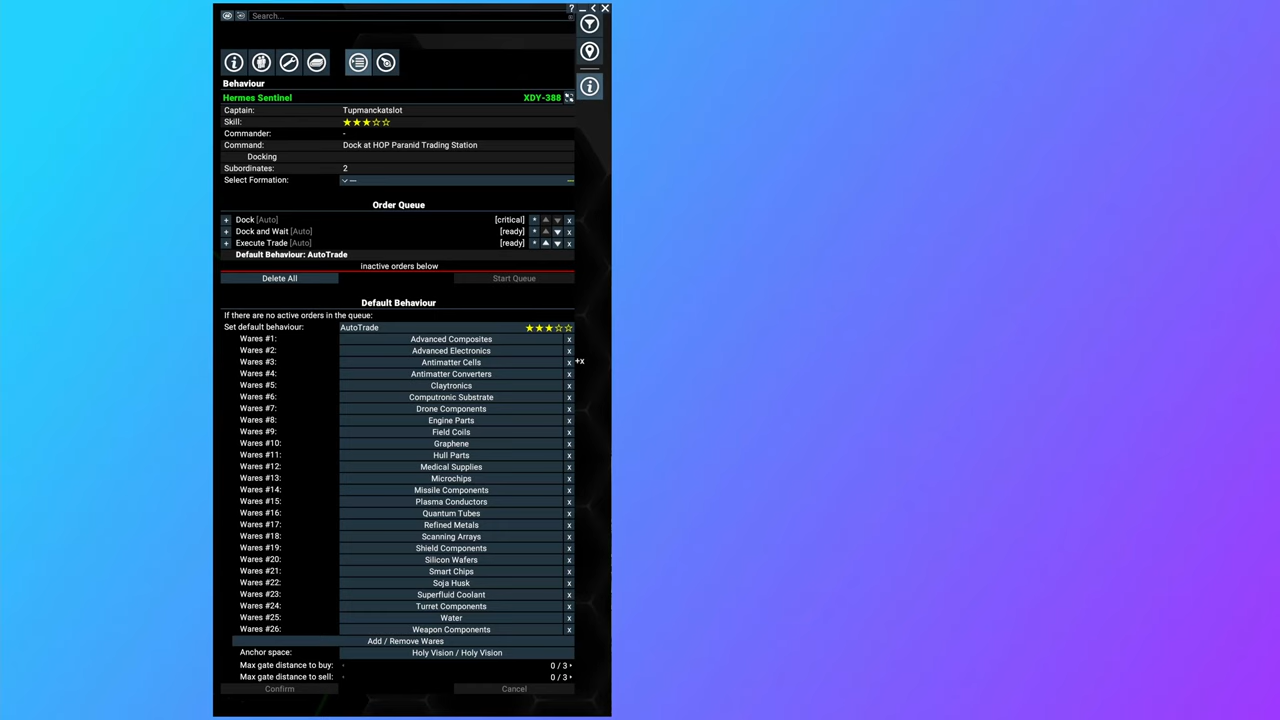 Search...
?
Behaviour
Hermes Sentinel XDY-388
Captain: Tupmanckatslot
Skill: ★★★☆☆
Commander: -
Command: Dock at HOP Paranid Trading Station
Docking
Subordinates: 2
Select Formation: ---
Order Queue
+ Dock [Auto] [critical] * x
+ Dock and Wait [Auto] [ready] * x
+ Execute Trade [Auto] [ready] * x
Default Behaviour: AutoTrade
inactive orders below
Delete All Start Queue
Default Behaviour
If there are no active orders in the queue:
Set default behaviour: AutoTrade ★★★☆☆
Wares #1: Advanced Composites x
Wares #2: Advanced Electronics x
Wares #3: Antimatter Cells x +x
Wares #4: Antimatter Converters x
Wares #5: Claytronics x
Wares #6: Computronic Substrate x
Wares #7: Drone Components x
Wares #8: Engine Parts x
Wares #9: Field Coils x
Wares #10: Graphene x
Wares #11: Hull Parts x
Wares #12: Medical Supplies x
Wares #13: Microchips x
Wares #14: Missile Components x
Wares #15: Plasma Conductors x
Wares #16: Quantum Tubes x
Wares #17: Refined Metals x
Wares #18: Scanning Arrays x
Wares #19: Shield Components x
Wares #20: Silicon Wafers x
Wares #21: Smart Chips x
Wares #22: Soja Husk x
Wares #23: Superfluid Coolant x
Wares #24: Turret Components x
Wares #25: Water x
Wares #26: Weapon Components x
Add / Remove Wares
Anchor space: Holy Vision / Holy Vision
Max gate distance to buy: 0 / 3
Max gate distance to sell: 0 / 3
Confirm Cancel